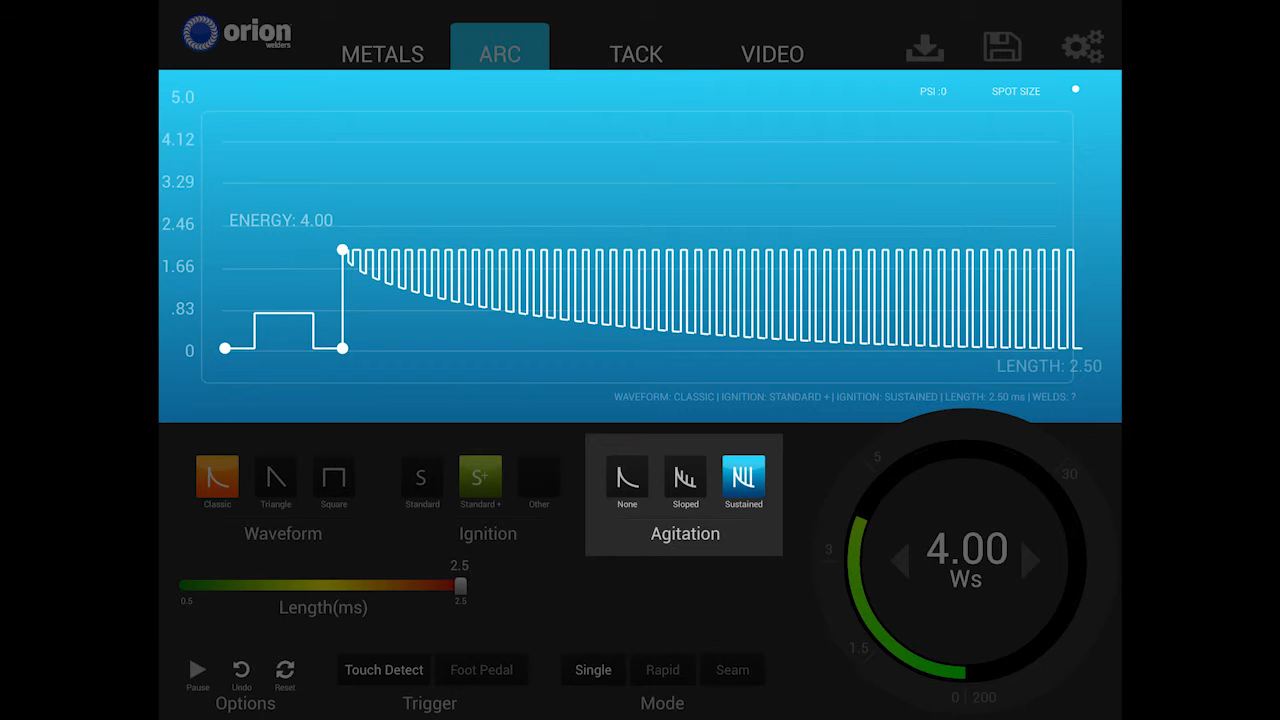 orion
welders
METALS
ARC
TACK
VIDEO
5.0
PSI :0
SPOT SIZE
4.12
3.29
2.46
ENERGY: 4.00
1.66
.83
0
LENGTH: 2.50
WAVEFORM: CLASSIC | IGNITION: STANDARD + | IGNITION: SUSTAINED | LENGTH: 2.50 ms | WELDS: ?
Classic
Triangle
Square
Waveform
S
S+
Standard
Standard +
Other
Ignition
None
Sloped
Sustained
Agitation
2.5
0.5
2.5
Length(ms)
5
30
3
4.00
Ws
1.5
0 | 200
Pause
Undo
Reset
Options
Touch Detect
Foot Pedal
Trigger
Single
Rapid
Seam
Mode